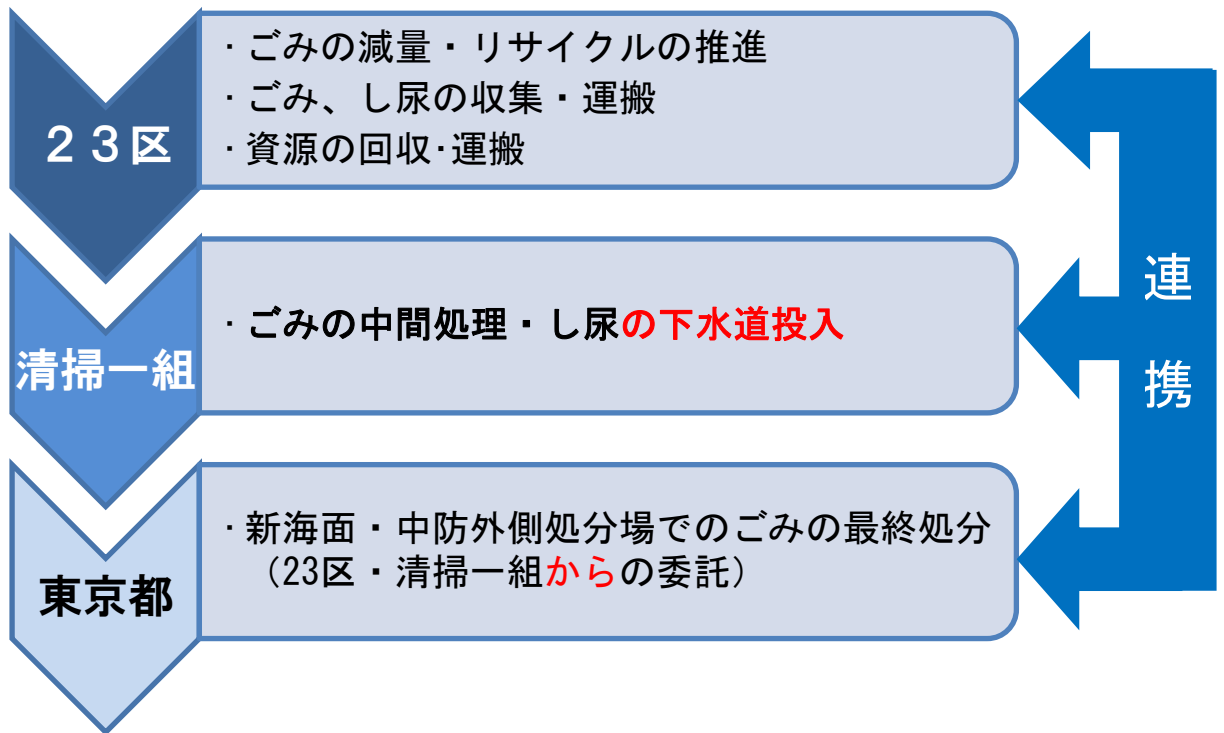 ２３区
·ごみの減量・リサイクルの推進
·ごみ、し尿の収集・運搬
·資源の回収･運搬
清掃一組
·ごみの中間処理・し尿の下水道投入
東京都
·新海面・中防外側処分場でのごみの最終処分
（23区・清掃一組からの委託）
連携